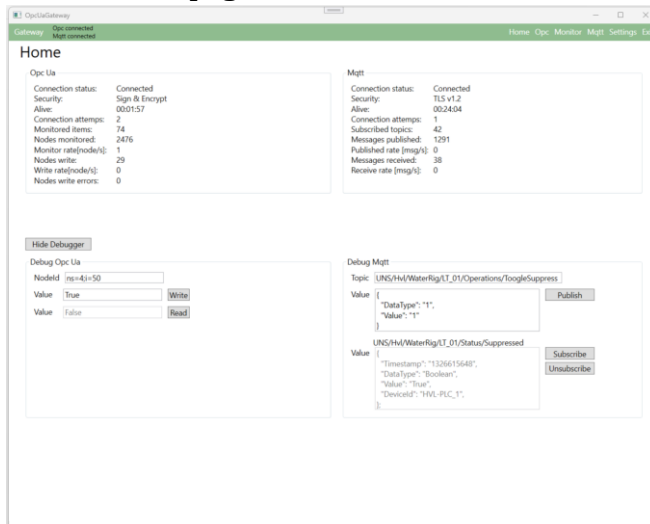 OpcUaGateway
Gateway Opc connected
Mqtt connected
Home Opc Monitor Mqtt Settings
Home
Opc Ua
Connection status: Connected
Security: Sign & Encrypt
Alive: 00:01:57
Connection attemps: 2
Monitored items: 74
Nodes monitored: 2476
Monitor rate[node/s]: 1
Nodes write: 29
Write rate[node/s]: 0
Nodes write errors: 0
Mqtt
Connection status: Connected
Security: TLS v1.2
Alive: 00:24:04
Connection attemps: 1
Subscribed topics: 42
Messages published: 1291
Published rate [msg/s]: 0
Messages received: 38
Receive rate [msg/s]: 0
Hide Debugger
Debug Opc Ua
NodeId ns=4;i=50
Value True Write
Value False Read
Debug Mqtt
Topic UNS/Hvl/WaterRig/LT_01/Operations/ToogleSuppress
Value { Publish
"DataType": "1",
"Value": "1"
}
UNS/Hvl/WaterRig/LT_01/Status/Suppressed
Value { Subscribe
"Timestamp": "1326615648", Unsubscribe
"DataType": "Boolean",
"Value": "True",
"DeviceId": "HVL-PLC_1",
};